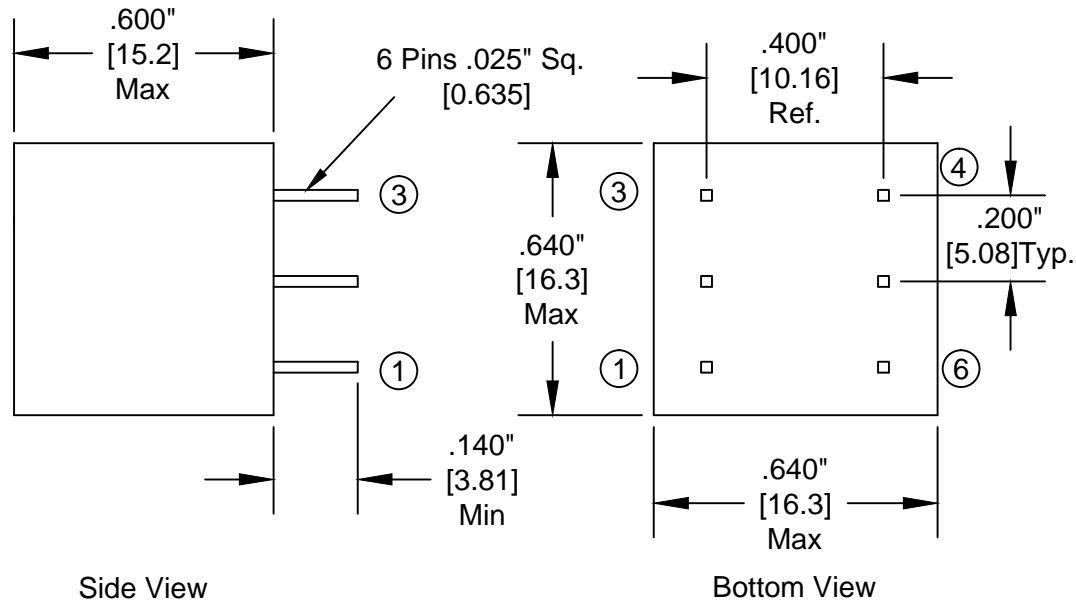 .600"
[15.2]
Max
6 Pins .025" Sq.
[0.635]
.400"
[10.16]
Ref.
3
3
4
.200"
[5.08]Typ.
.640"
[16.3]
Max
1
1
6
.140"
[3.81]
Min
.640"
[16.3]
Max
Side View
Bottom View